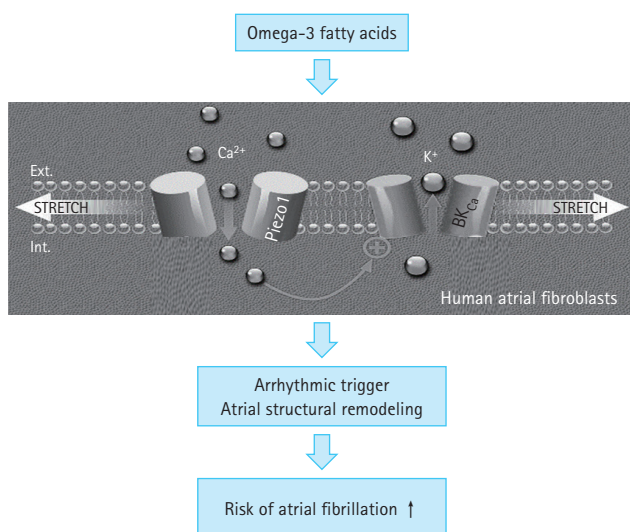 Omega-3 fatty acids
Ca²⁺
K⁺
Ext.
STRETCH
STRETCH
Piezo1
BK_Ca
Int.
Human atrial fibroblasts
Arrhythmic trigger
Atrial structural remodeling
Risk of atrial fibrillation ↑